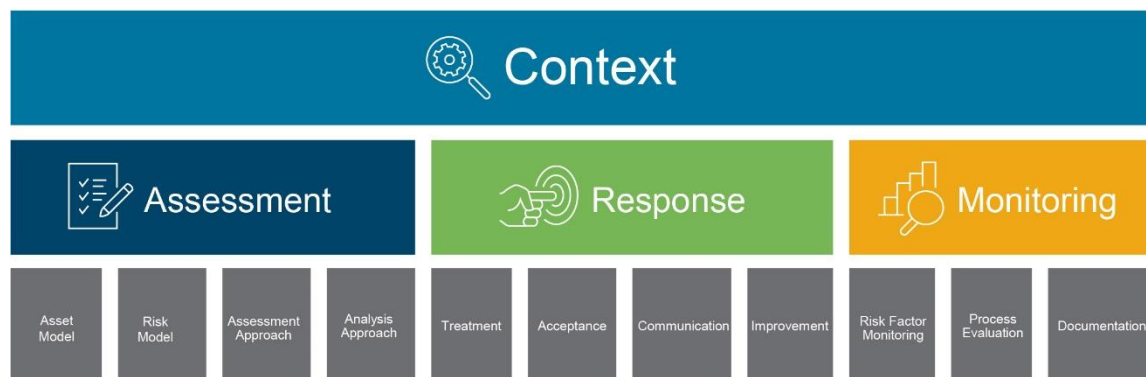 Context
Assessment
Response
Monitoring
Asset
Model
Risk
Model
Assessment
Approach
Analysis
Approach
Treatment
Acceptance
Communication
Improvement
Risk Factor
Monitoring
Process
Evaluation
Documentation